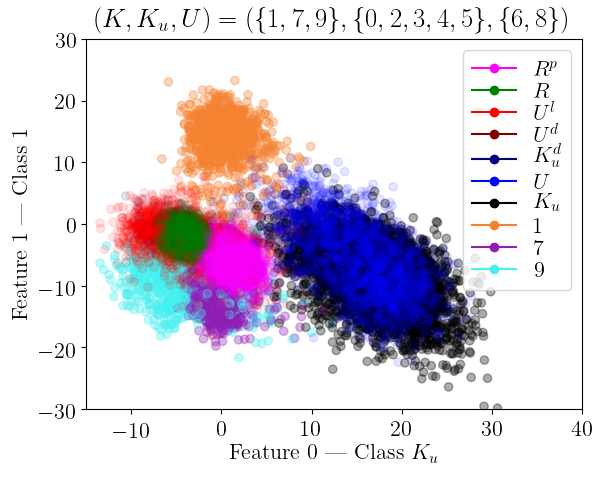 (K, K_u, U) = ({1, 7, 9}, {0, 2, 3, 4, 5}, {6, 8})
30
20
10
0
−10
−20
−30
Feature 1 — Class 1
R^p
R
U^l
U^d
K_u^d
U
K_u
1
7
9
−10
0
10
20
30
40
Feature 0 — Class K_u